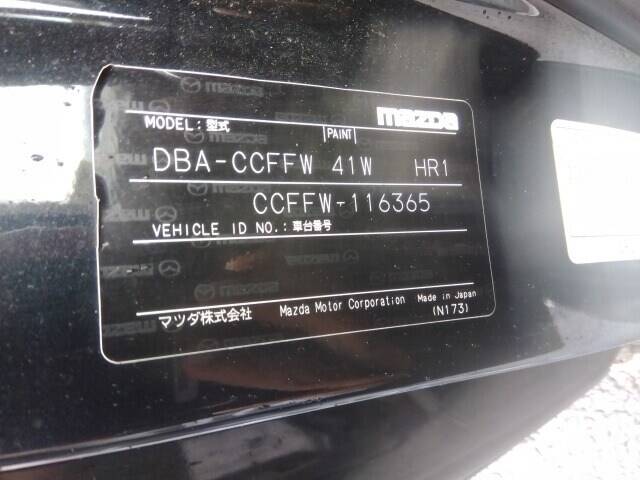 mazda
MODEL:型式 PAINT
DBA-CCFFW 41W HR1
CCFFW-116365
VEHICLE ID NO.:車台番号
マツダ株式会社 Mazda Motor Corporation Made in Japan
(N173)